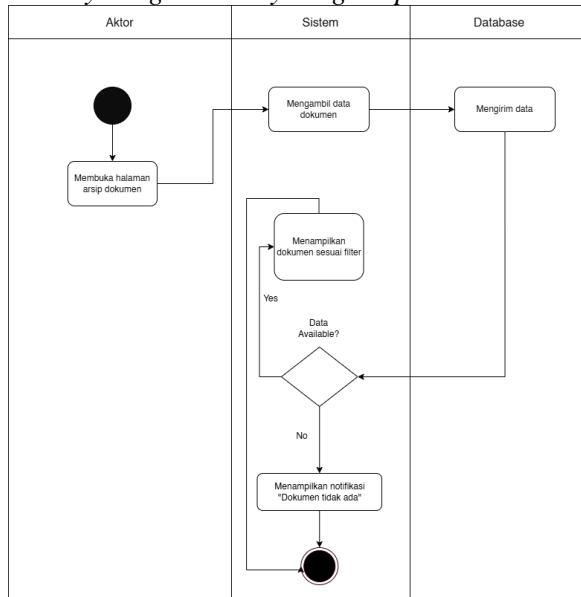 Aktor
Sistem
Database
Mengambil data
dokumen
Mengirim data
Membuka halaman
arsip dokumen
Menampilkan
dokumen sesuai filter
Yes
Data
Available?
No
Menampilkan notifikasi
"Dokumen tidak ada"